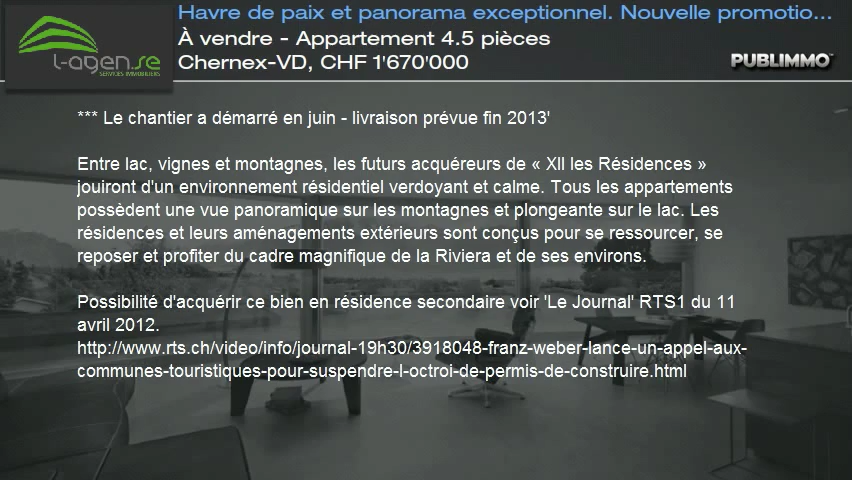 Havre de paix et panorama exceptionnel. Nouvelle promotio...
l-agen.se
SERVICES IMMOBILIERS
À vendre - Appartement 4.5 pièces
Chernex-VD, CHF 1'670'000
PUBLIMMO
*** Le chantier a démarré en juin - livraison prévue fin 2013'
Entre lac, vignes et montagnes, les futurs acquéreurs de « XII les Résidences »
jouiront d'un environnement résidentiel verdoyant et calme. Tous les appartements
possèdent une vue panoramique sur les montagnes et plongeante sur le lac. Les
résidences et leurs aménagements extérieurs sont conçus pour se ressourcer, se
reposer et profiter du cadre magnifique de la Riviera et de ses environs.
Possibilité d'acquérir ce bien en résidence secondaire voir 'Le Journal' RTS1 du 11
avril 2012.
http://www.rts.ch/video/info/journal-19h30/3918048-franz-weber-lance-un-appel-aux-
communes-touristiques-pour-suspendre-l-octroi-de-permis-de-construire.html